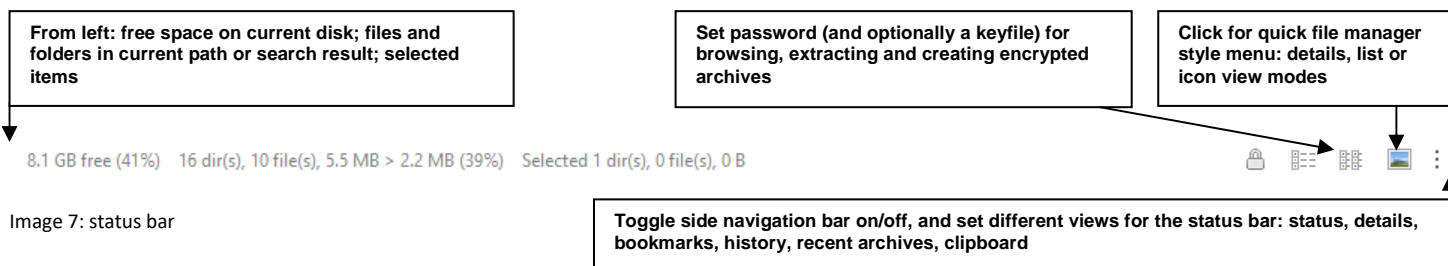 From left: free space on current disk; files and
folders in current path or search result; selected
items
Set password (and optionally a keyfile) for
browsing, extracting and creating encrypted
archives
Click for quick file manager
style menu: details, list or
icon view modes
8.1 GB free (41%) 16 dir(s), 10 file(s), 5.5 MB > 2.2 MB (39%) Selected 1 dir(s), 0 file(s), 0 B
Image 7: status bar
Toggle side navigation bar on/off, and set different views for the status bar: status, details,
bookmarks, history, recent archives, clipboard